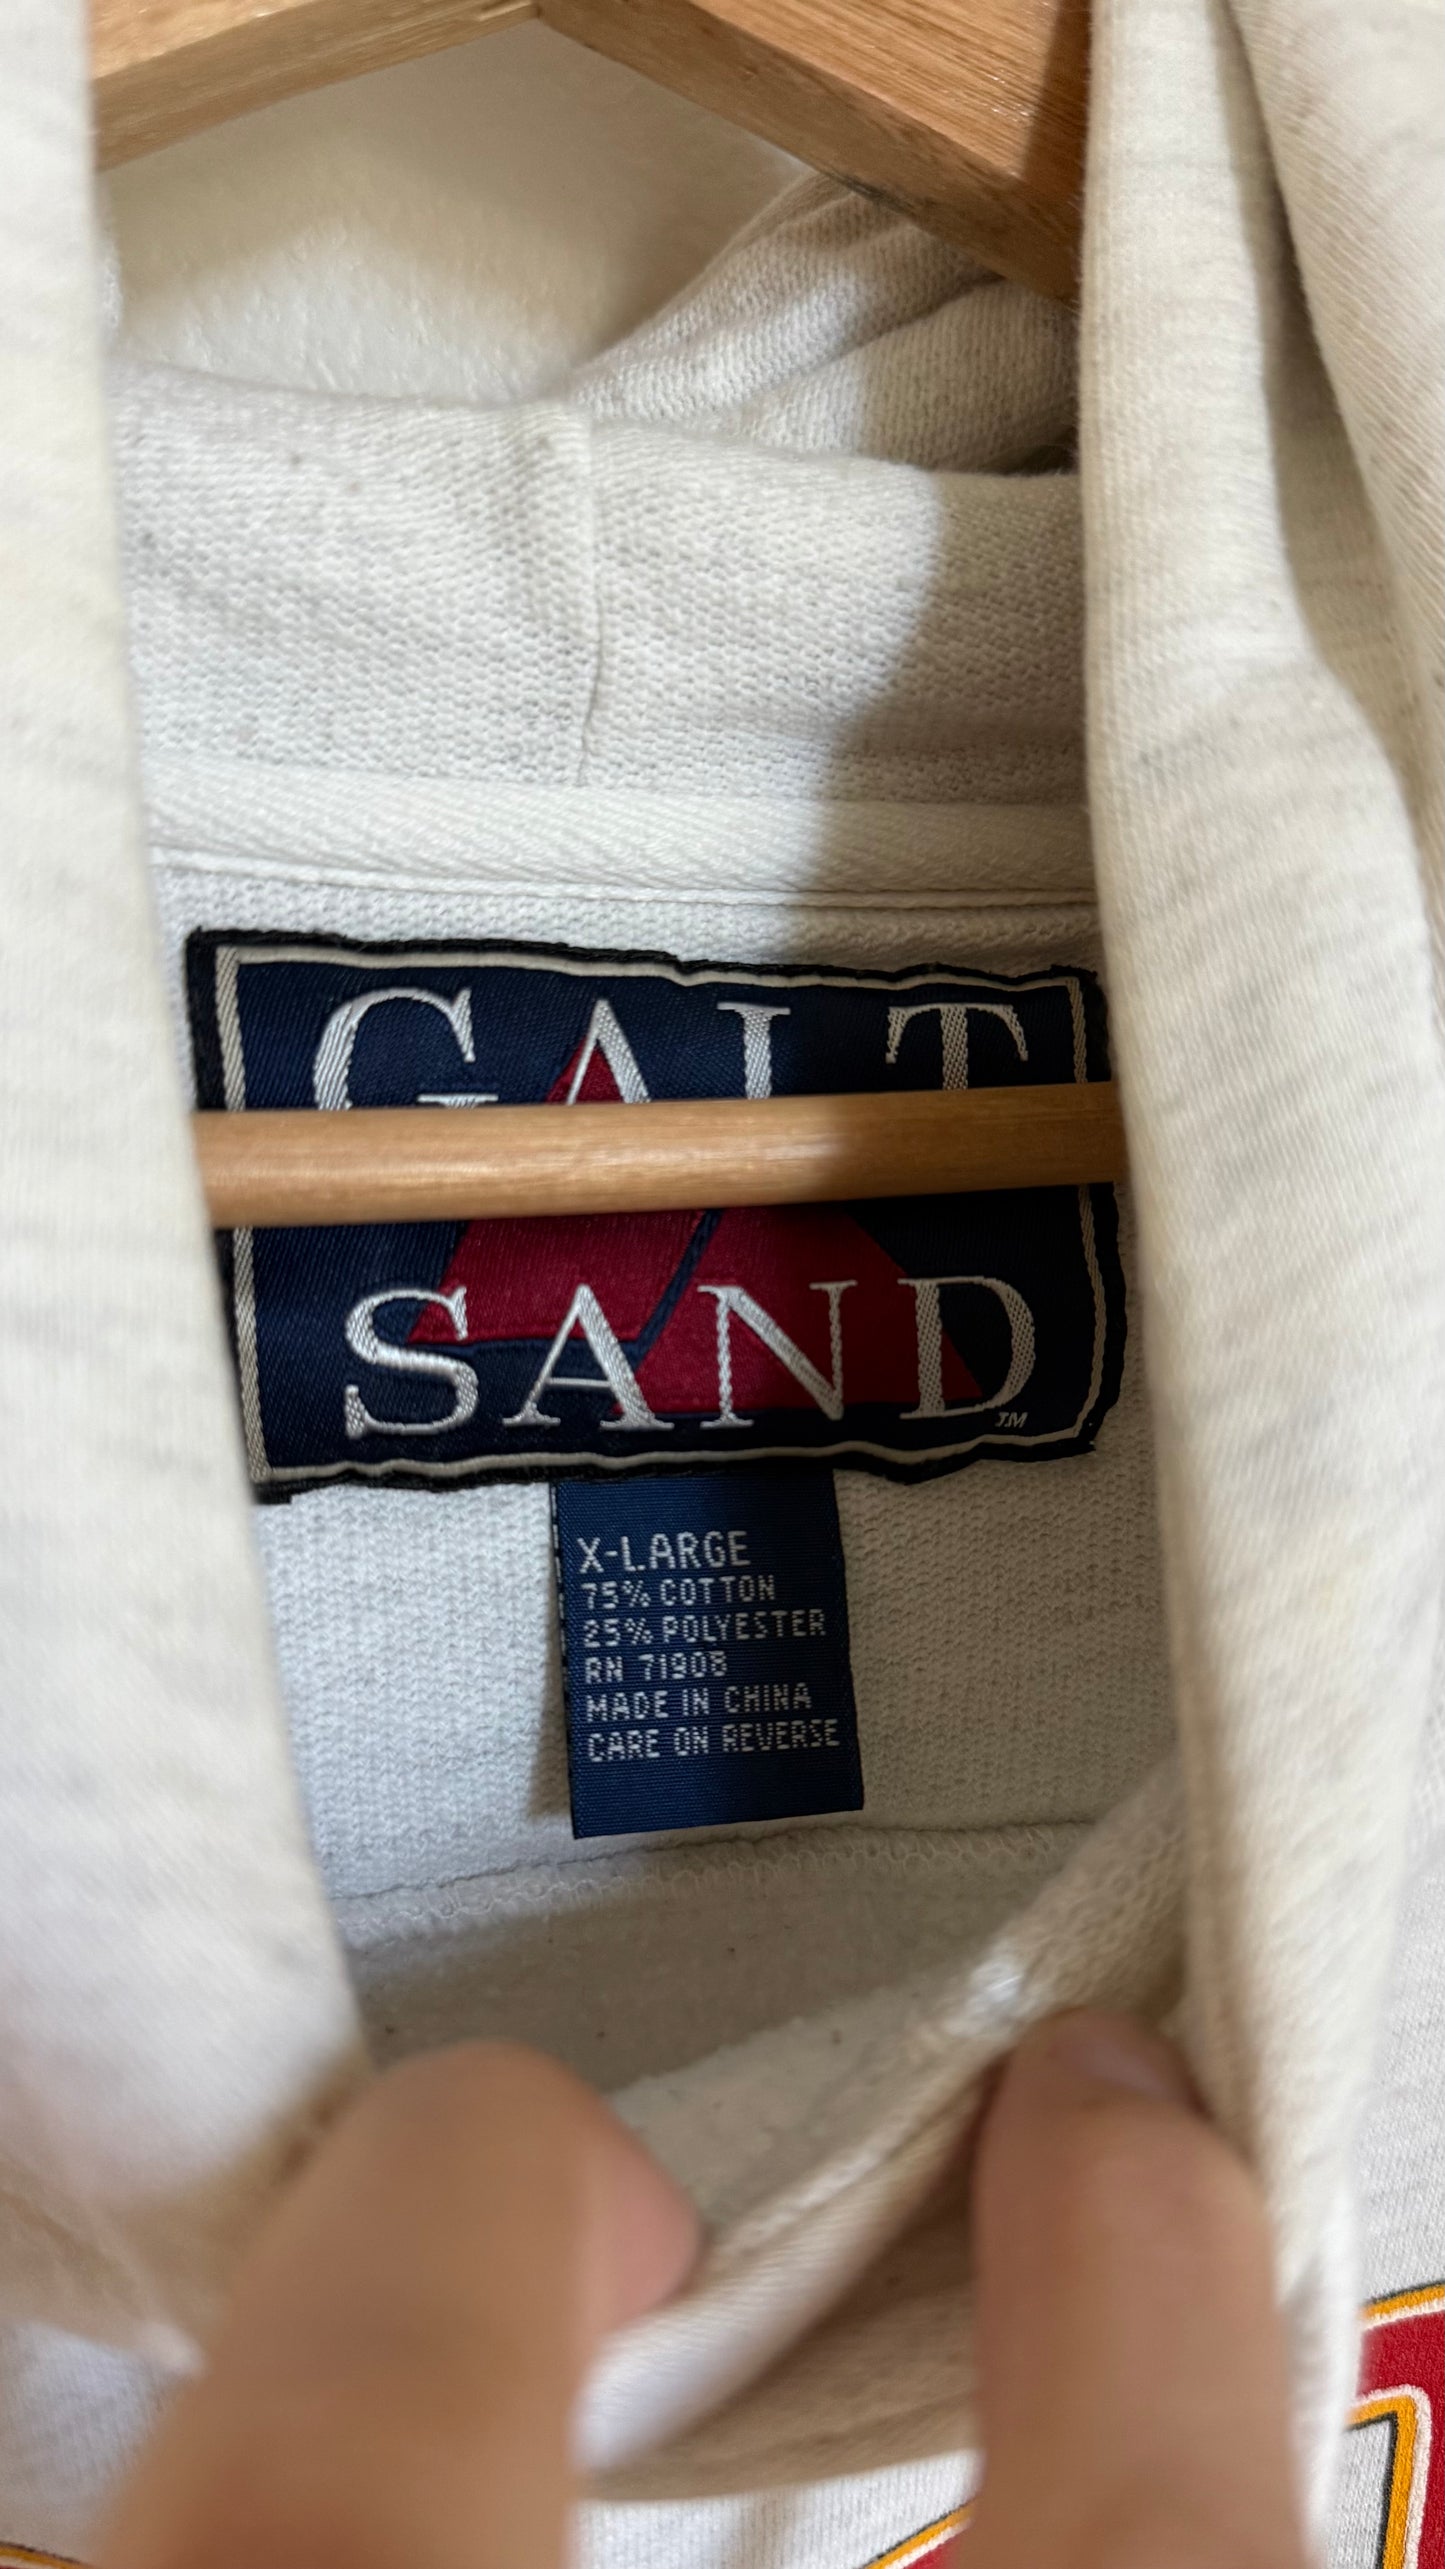 GALT
SAND
TM
X-LARGE
75% COTTON
25% POLYESTER
RN 71908
MADE IN CHINA
CARE ON REVERSE